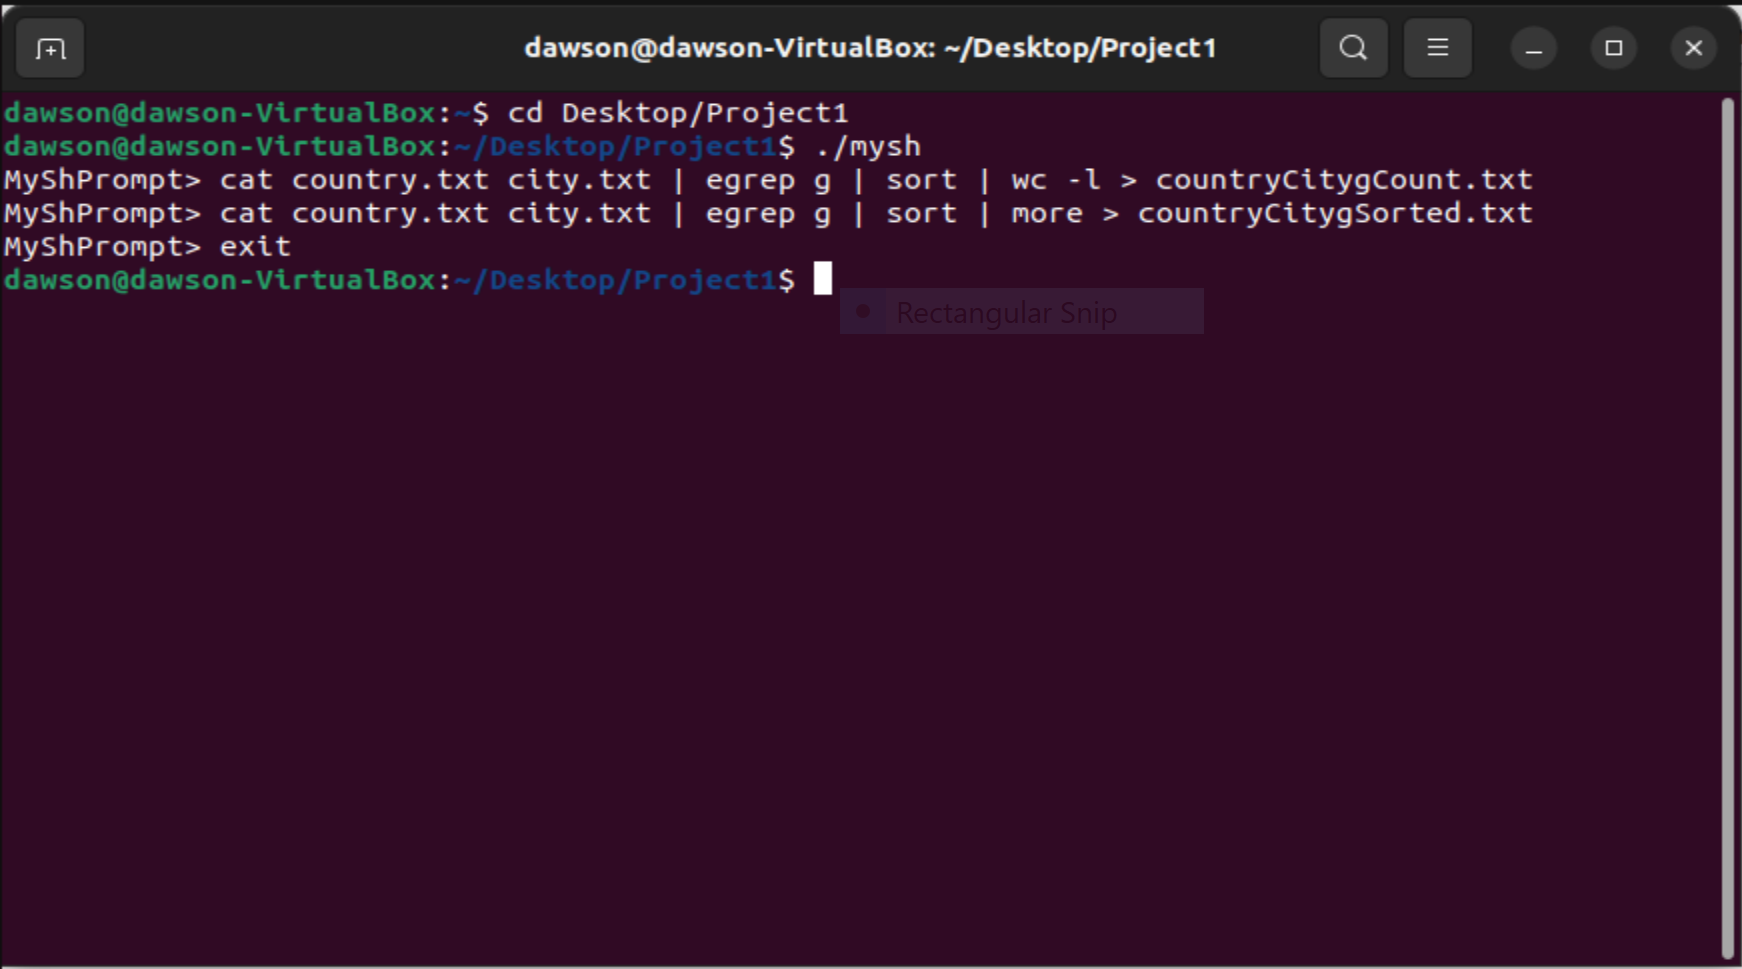 dawson@dawson-VirtualBox: ~/Desktop/Project1
dawson@dawson-VirtualBox:~$ cd Desktop/Project1
dawson@dawson-VirtualBox:~/Desktop/Project1$ ./mysh
MyShPrompt> cat country.txt city.txt | egrep g | sort | wc -l > countryCitygCount.txt
MyShPrompt> cat country.txt city.txt | egrep g | sort | more > countryCitygSorted.txt
MyShPrompt> exit
dawson@dawson-VirtualBox:~/Desktop/Project1$
Rectangular Snip